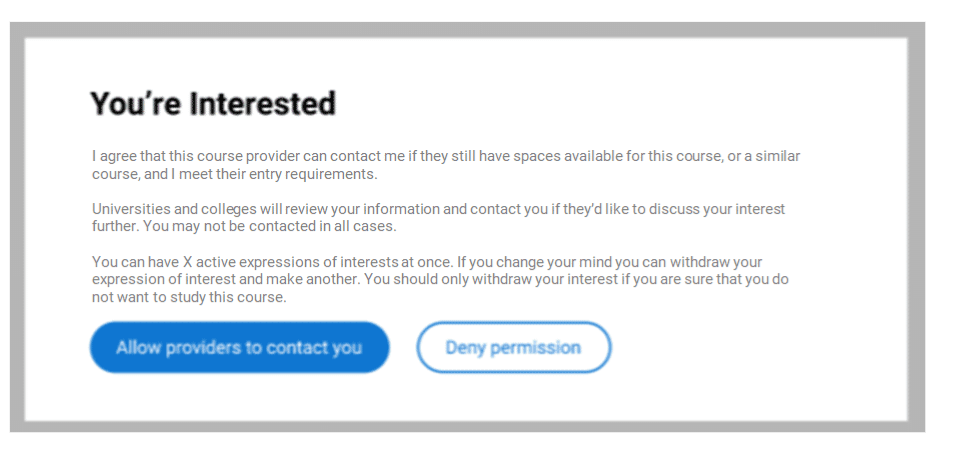 You're Interested
I agree that this course provider can contact me if they still have spaces available for this course, or a similar
course, and I meet their entry requirements.
Universities and colleges will review your information and contact you if they'd like to discuss your interest
further. You may not be contacted in all cases.
You can have X active expressions of interests at once. If you change your mind you can withdraw your
expression of interest and make another. You should only withdraw your interest if you are sure that you do
not want to study this course.
Allow providers to contact you Deny permission